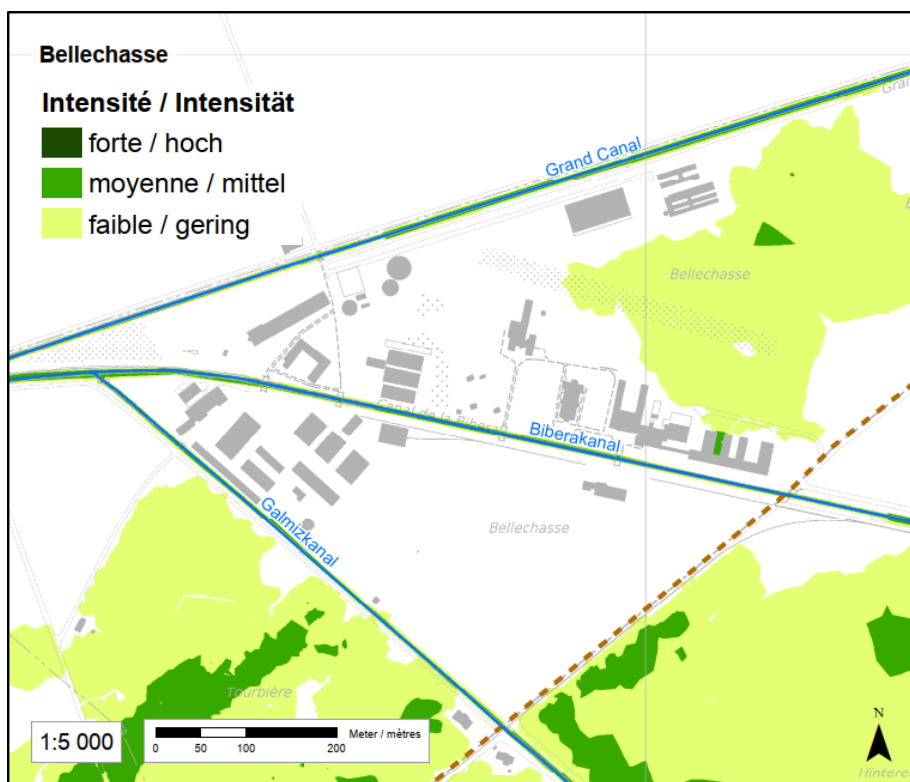 Bellechasse
Intensité / Intensität
forte / hoch
moyenne / mittel
faible / gering
Grand Canal
Bellechasse
Canal de la Bibera
Biberakanal
Galmizkanal
Bellechasse
Tourbière
1:5 000
Meter / mètres
0 50 100 200
N